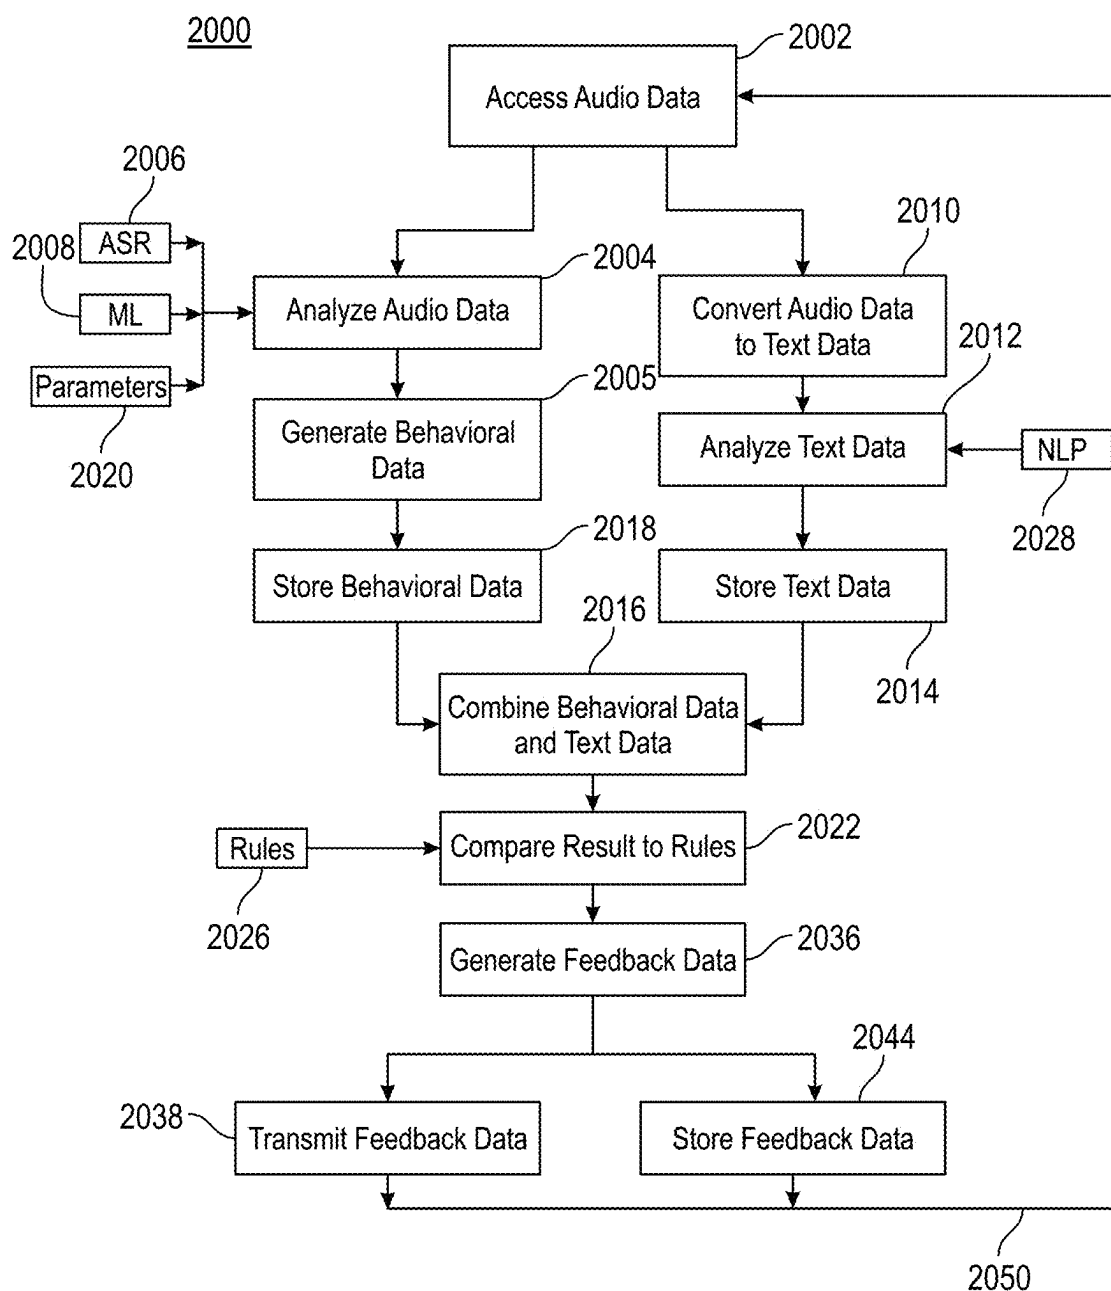 2000
2002
Access Audio Data
2006
ASR
2008
ML
Parameters
2020
2004
Analyze Audio Data
2010
Convert Audio Data
to Text Data
2012
2005
Generate Behavioral
Data
Analyze Text Data
NLP
2028
2018
Store Behavioral Data
Store Text Data
2014
2016
Combine Behavioral Data
and Text Data
2022
Rules
Compare Result to Rules
2026
2036
Generate Feedback Data
2044
2038
Transmit Feedback Data
Store Feedback Data
2050